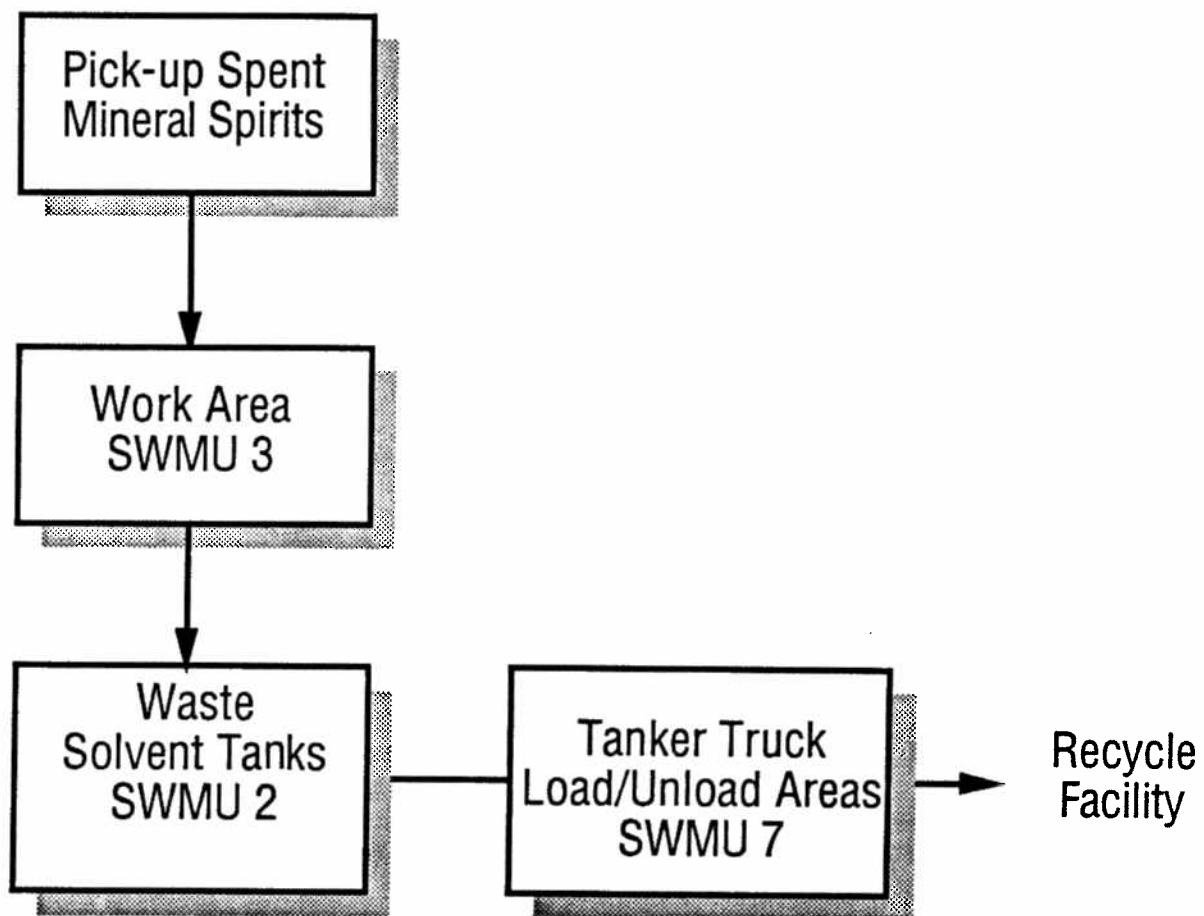 Pick-up Spent
Mineral Spirits
Work Area
SWMU 3
Waste
Solvent Tanks
SWMU 2
Tanker Truck
Load/Unload Areas
SWMU 7
Recycle
Facility